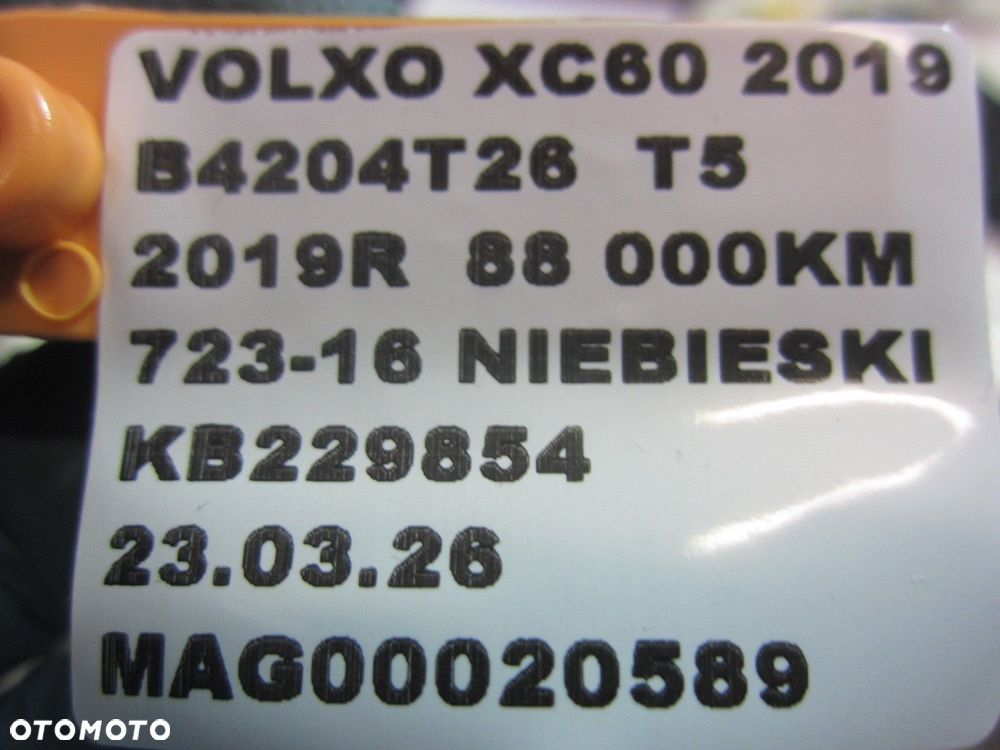 VOLXO XC60 2019
B4204T26 T5
2019R 88 000KM
723-16 NIEBIESKI
KB229854
23.03.26
MAG00020589
OTOMOTO